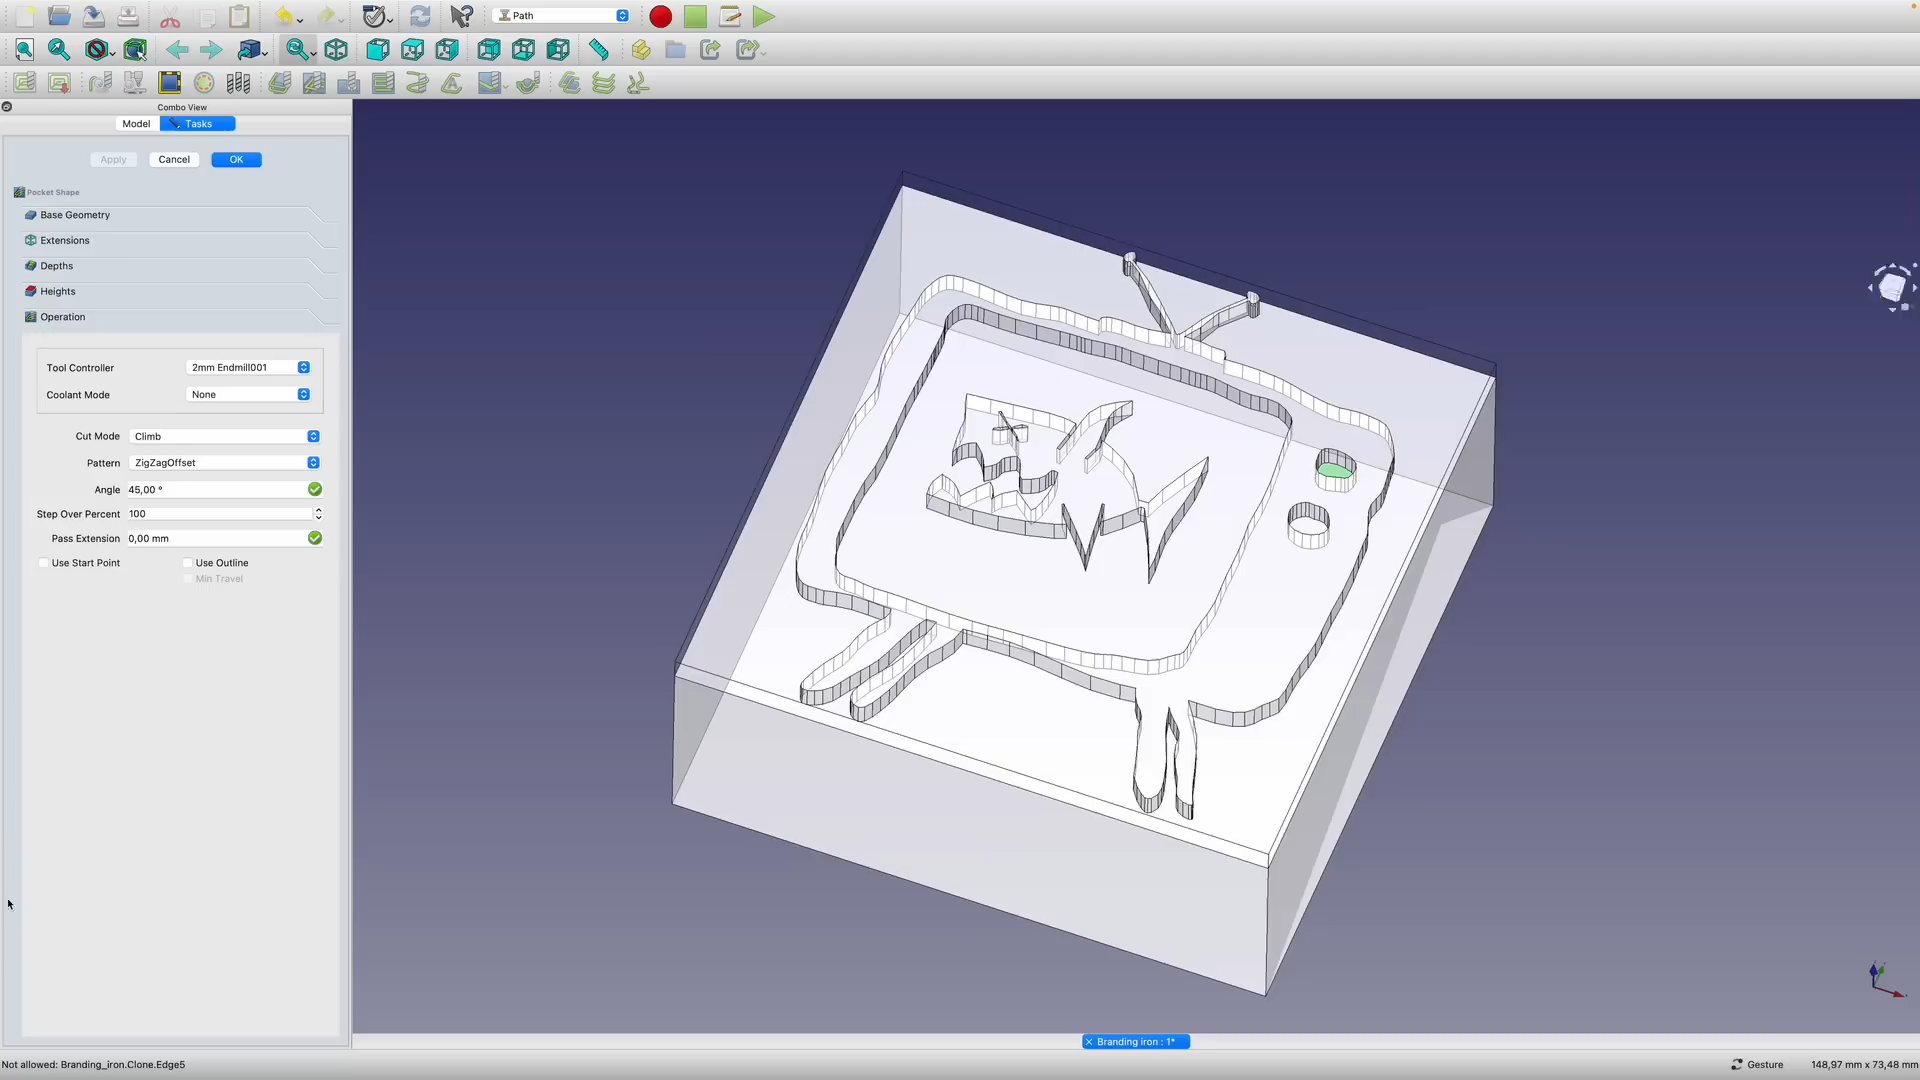 Path
Combo View
Model
Tasks
Apply
Cancel
OK
Pocket Shape
Base Geometry
Extensions
Depths
Heights
Operation
Tool Controller
2mm Endmill001
Coolant Mode
None
Cut Mode
Climb
Pattern
ZigZagOffset
Angle
45,00 °
Step Over Percent
100
Pass Extension
0,00 mm
Use Start Point
Use Outline
Min Travel
Branding iron : 1*
Not allowed: Branding_iron.Clone.Edge5
Gesture
148,97 mm x 73,48 mm